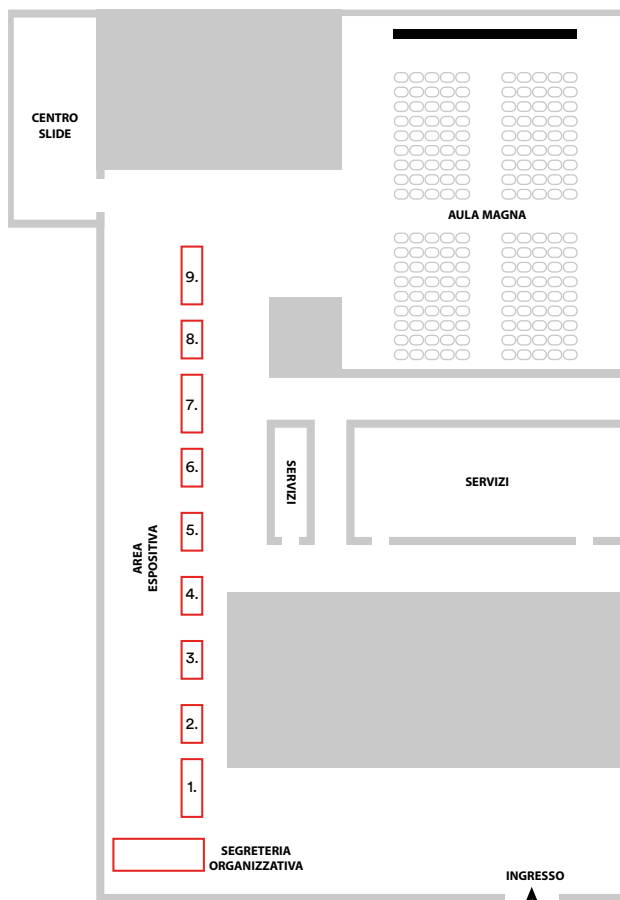 CENTRO
SLIDE
AULA MAGNA
9.
8.
7.
6.
SERVIZI
SERVIZI
5.
AREA
ESPOSITIVA
4.
3.
2.
1.
SEGRETERIA
ORGANIZZATIVA
INGRESSO